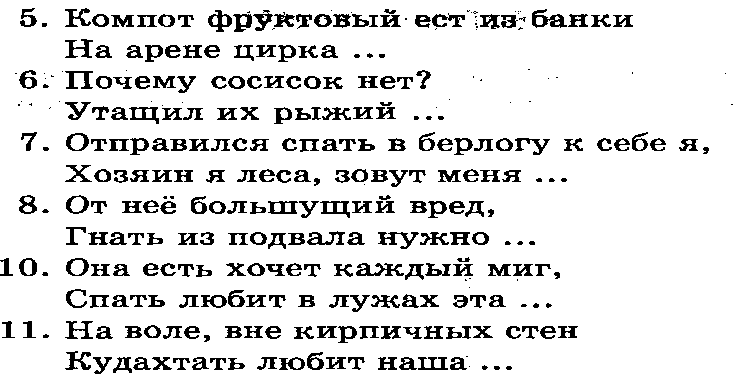 5. Компот фруктовый ест из банки
На арене цирка ...
6. Почему сосисок нет?
Утащил их рыжий ...
7. Отправился спать в берлогу к себе я,
Хозяин я леса, зовут меня ...
8. От неё большущий вред,
Гнать из подвала нужно ...
10. Она есть хочет каждый миг,
Спать любит в лужах эта ...
11. На воле, вне кирпичных стен
Кудахтать любит наша ...